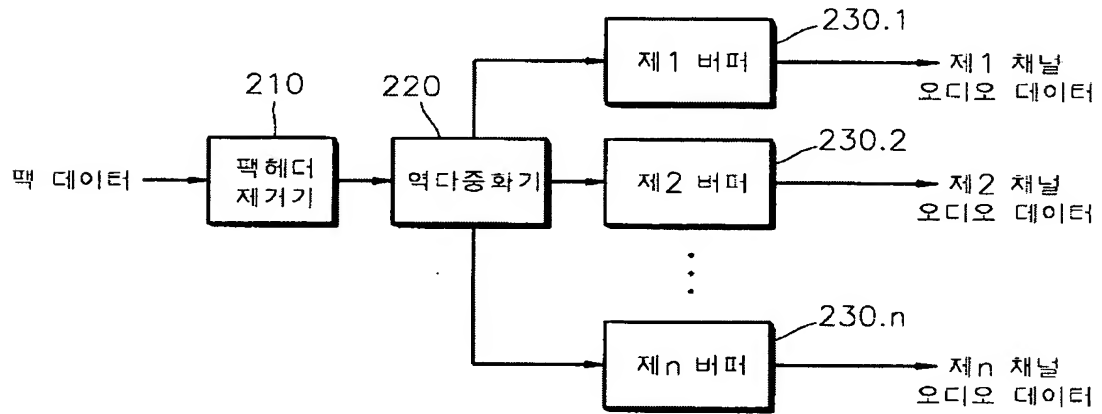 230.1
제1 버퍼
제1 채널
오디오 데이터
210
220
230.2
팩 데이터
팩헤더
제거기
역다중화기
제2 버퍼
제2 채널
오디오 데이터
230.n
제n 버퍼
제n 채널
오디오 데이터